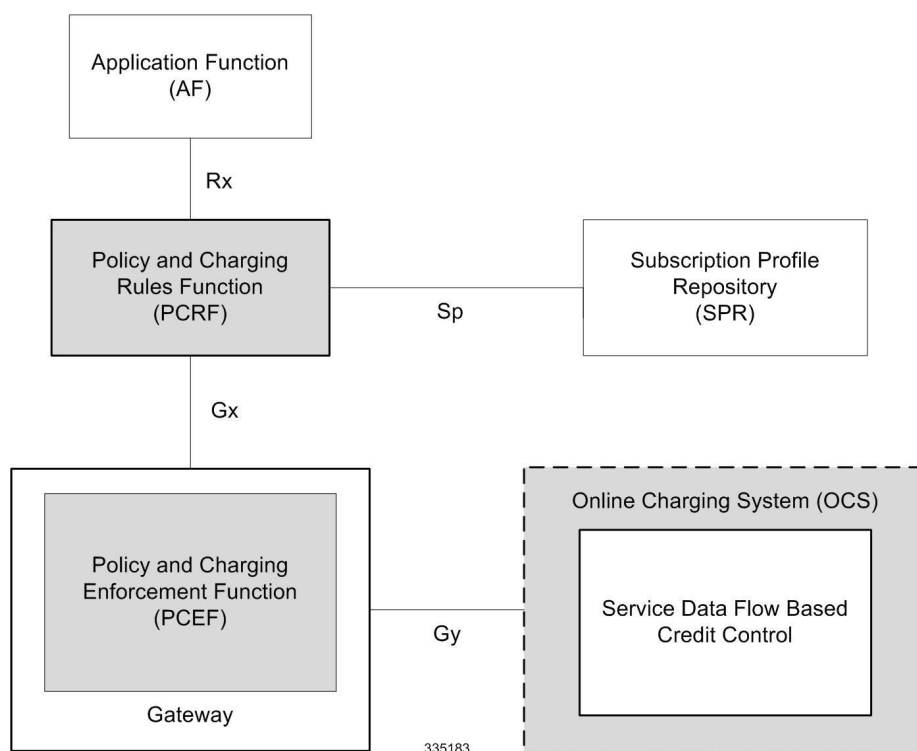 Application Function
(AF)
Rx
Policy and Charging
Rules Function
(PCRF)
Sp
Subscription Profile
Repository
(SPR)
Gx
Policy and Charging
Enforcement Function
(PCEF)
Gateway
Gy
Online Charging System (OCS)
Service Data Flow Based
Credit Control
335183